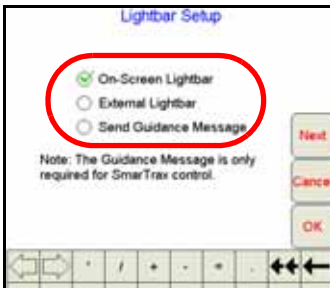 Lightbar Setup
On-Screen Lightbar
External Lightbar
Send Guidance Message
Note: The Guidance Message is only
required for SmarTrax control.
Next
Cancel
OK
' / + - = .